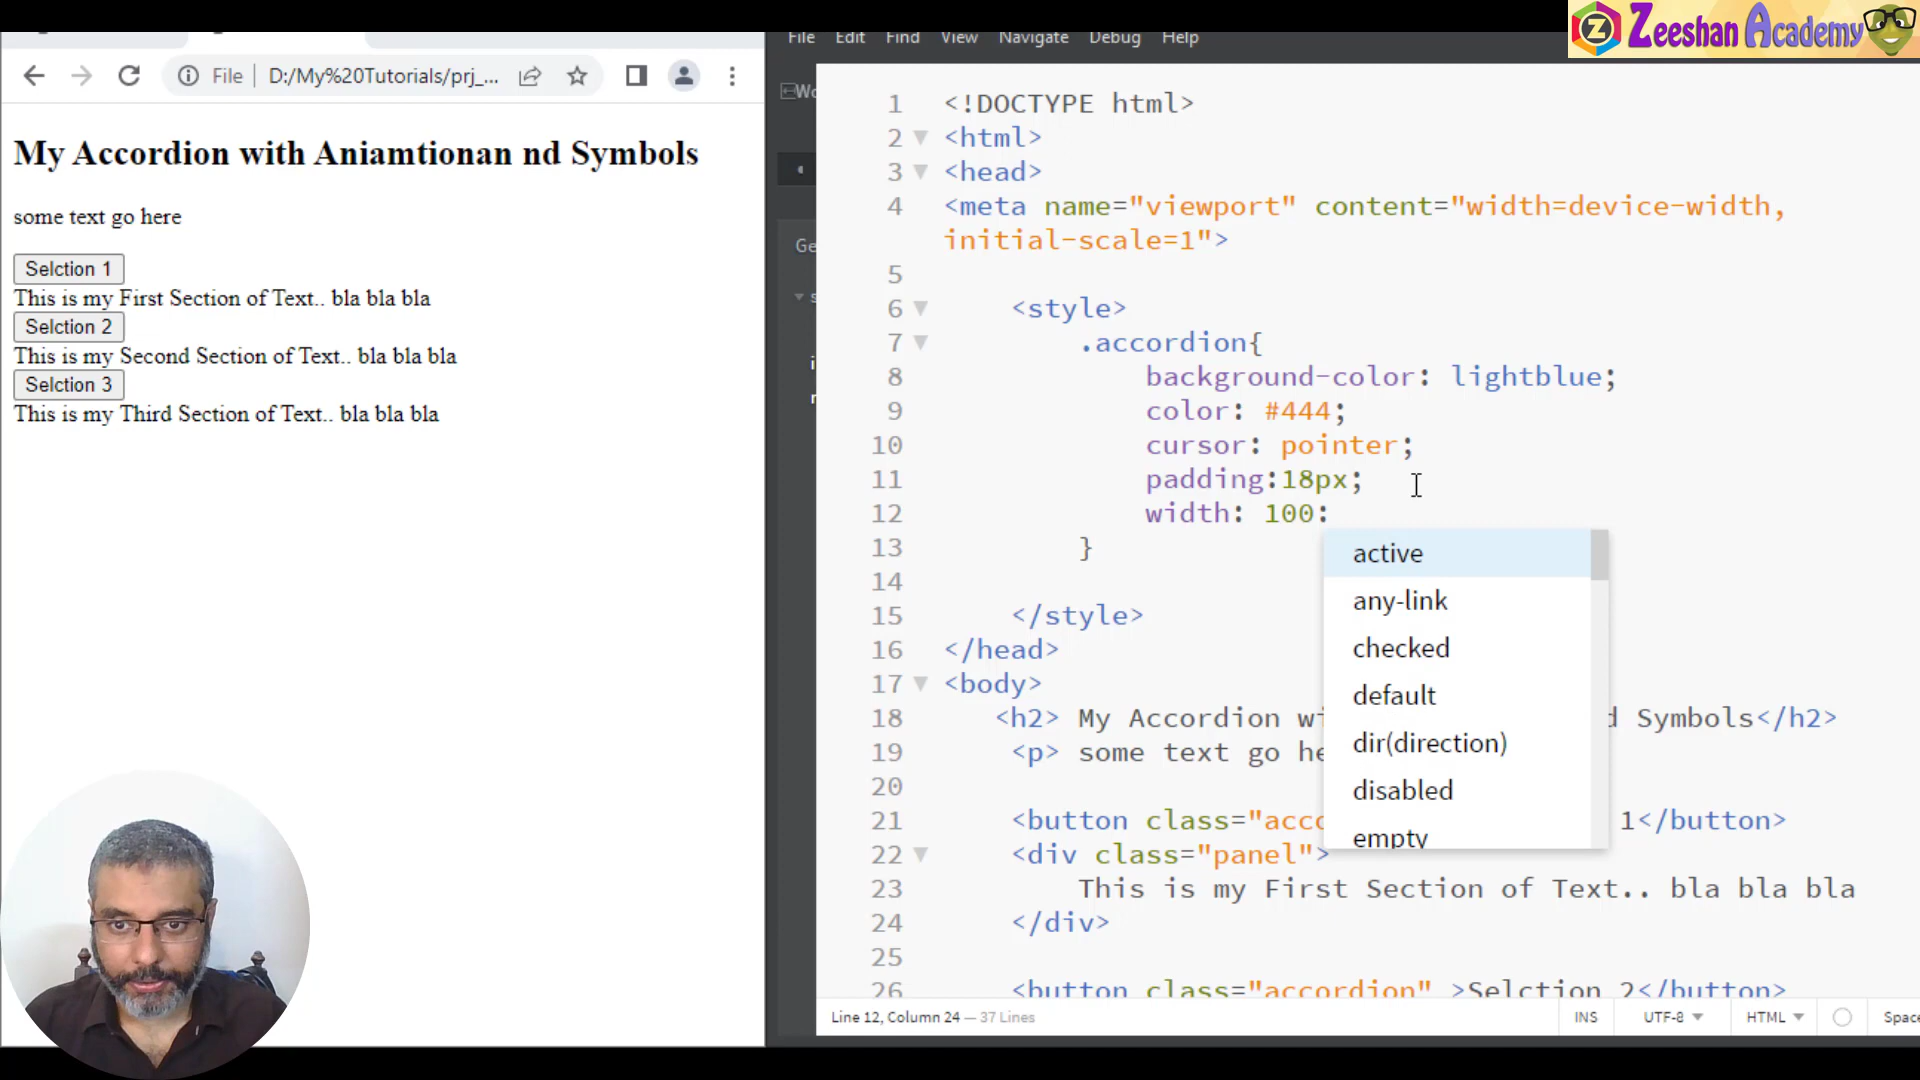 Zeeshan Academy
File Edit Find View Navigate Debug Help
File D:/My%20Tutorials/prj_...
My Accordion with Aniamtionan nd Symbols
some text go here
Selction 1
This is my First Section of Text.. bla bla bla
Selction 2
This is my Second Section of Text.. bla bla bla
Selction 3
This is my Third Section of Text.. bla bla bla
Wo
Ge
1 <!DOCTYPE html>
2 <html>
3 <head>
4 <meta name="viewport" content="width=device-width,
initial-scale=1">
5
6 <style>
7 .accordion{
8 background-color: lightblue;
9 color: #444;
10 cursor: pointer;
11 padding:18px;
12 width: 100:
13 }
14
15 </style>
16 </head>
17 <body>
18 <h2> My Accordion wi d Symbols</h2>
19 <p> some text go he
20
21 <button class="acco 1</button>
22 <div class="panel">
23 This is my First Section of Text.. bla bla bla
24 </div>
25
26 <button class="accordion" >Selction 2</button>
active
any-link
checked
default
dir(direction)
disabled
empty
Line 12, Column 24 — 37 Lines
INS UTF-8 HTML Space